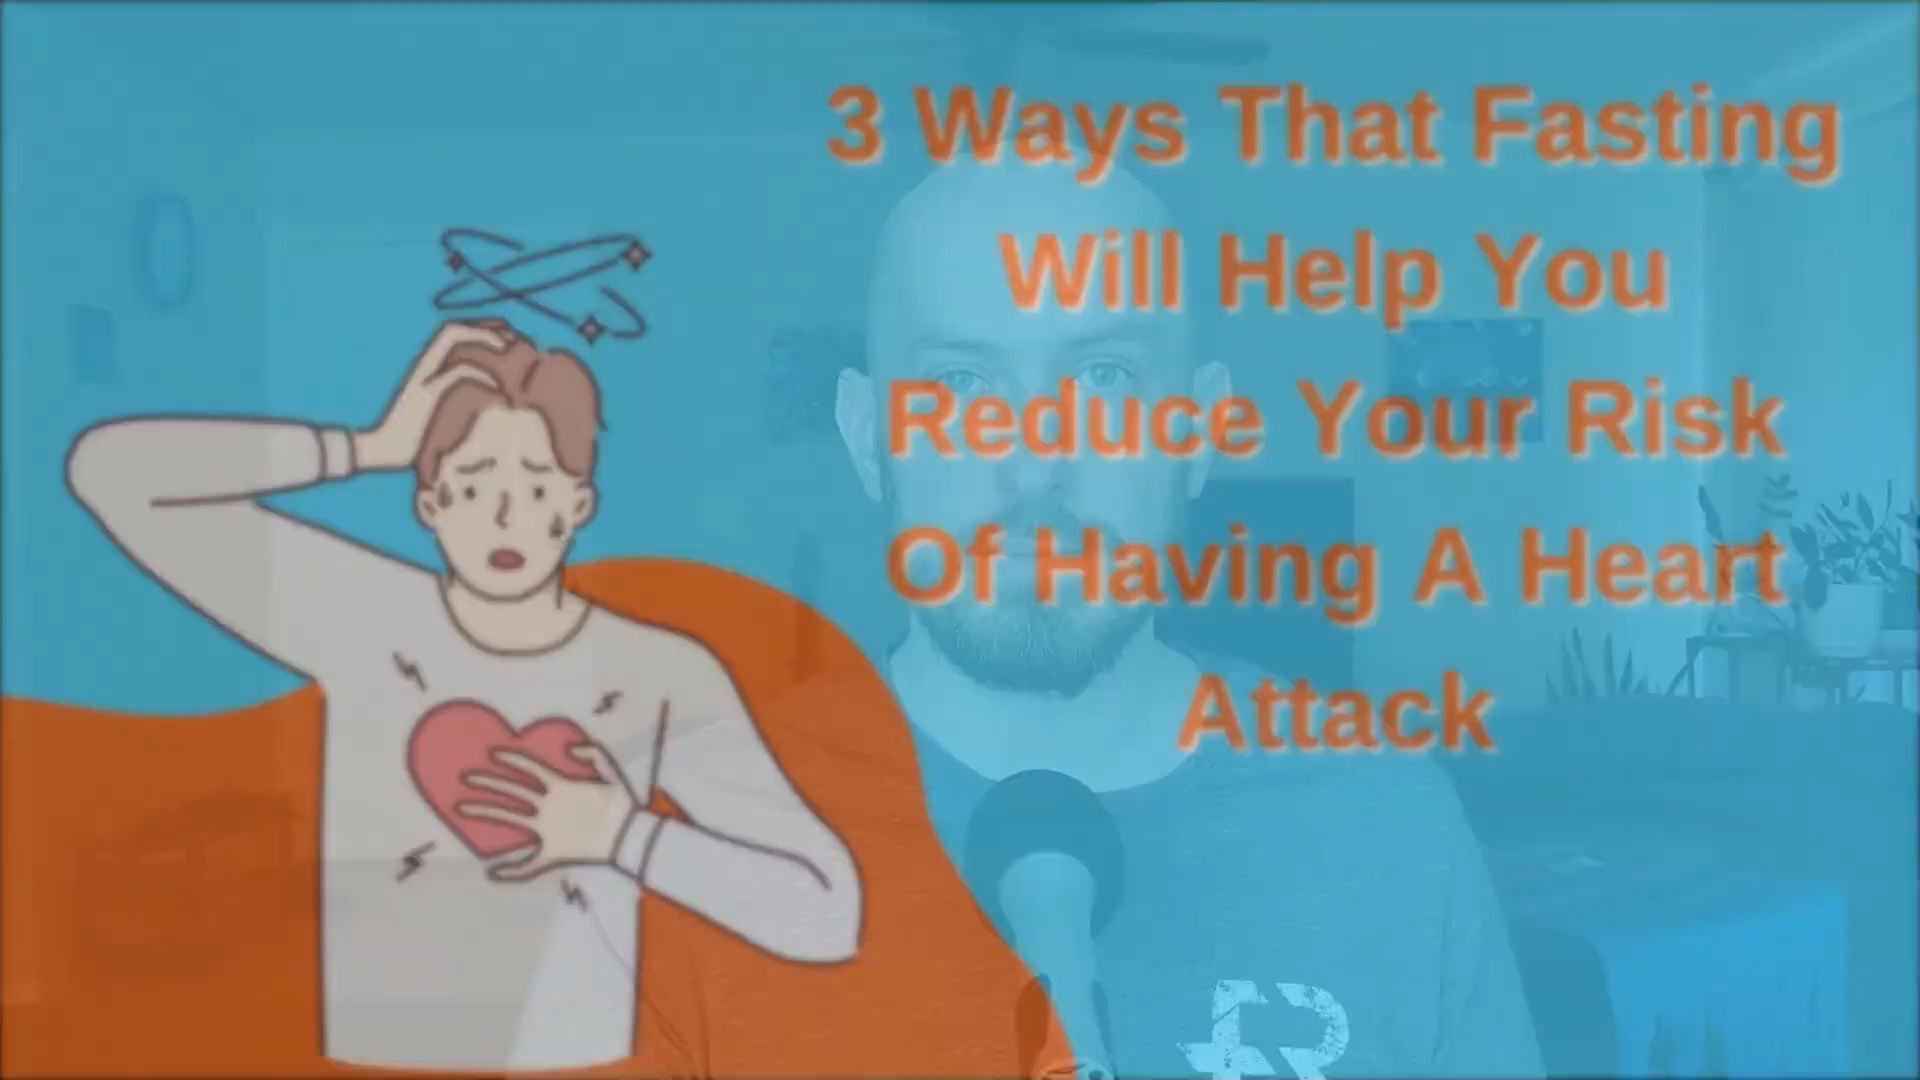 3 Ways That Fasting
Will Help You
Reduce Your Risk
Of Having A Heart
Attack